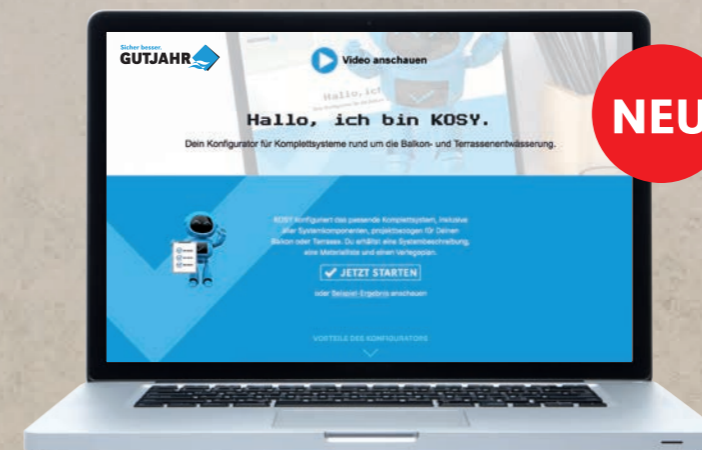 Sicher besser.
GUTJAHR
Video anschauen
Hallo, ich
Hallo, ich bin KOSY.
Dein Konfigurator für Komplettsysteme rund um die Balkon- und Terrassenentwässerung.
NEU
KOSY konfiguriert das passende Komplettsystem, inklusive
aller Systemkomponenten, projektbezogen für Deinen
Balkon oder Terrasse. Du erhältst eine Systembeschreibung,
eine Materialliste und einen Verlegeplan.
JETZT STARTEN
oder Beispiel-Ergebnis anschauen
VORTEILE DES KONFIGURATORS